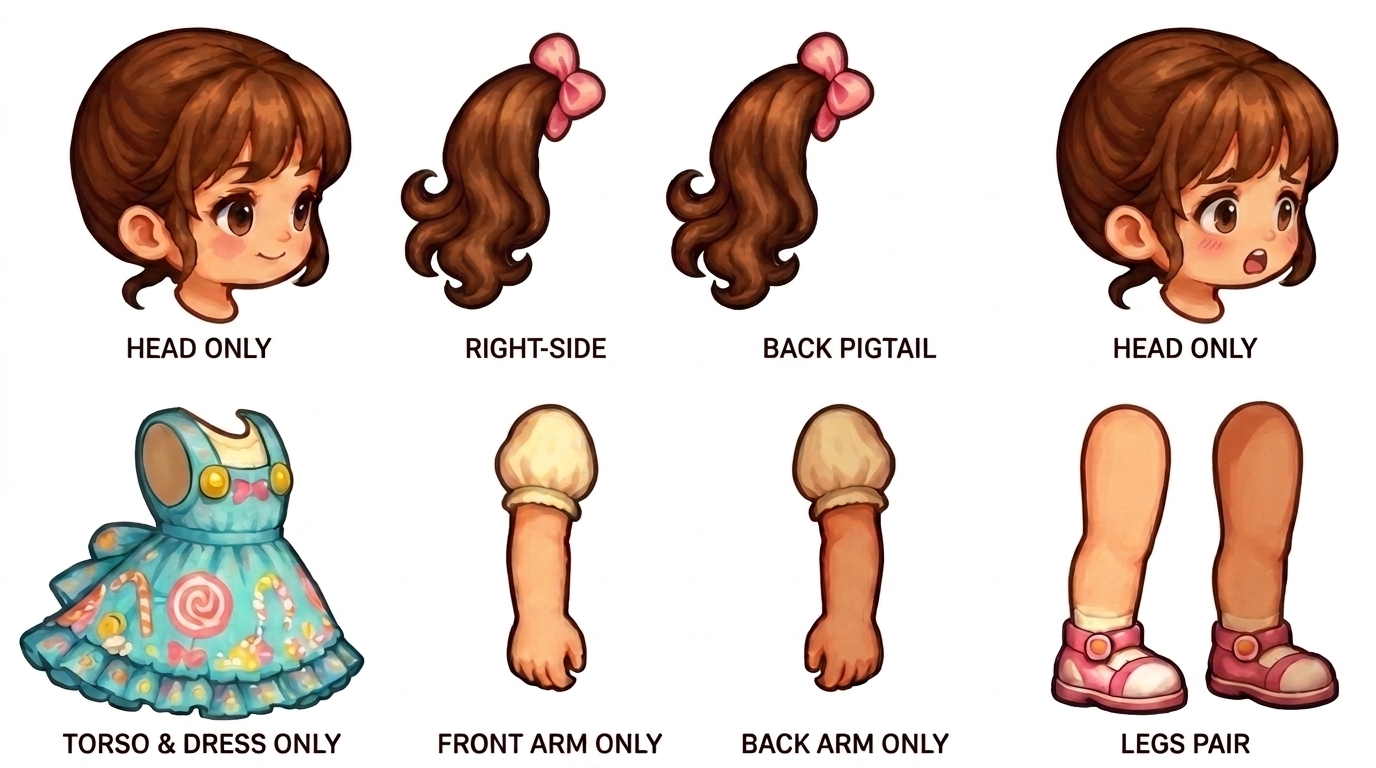 HEAD ONLY
RIGHT-SIDE
BACK PIGTAIL
HEAD ONLY
TORSO & DRESS ONLY
FRONT ARM ONLY
BACK ARM ONLY
LEGS PAIR